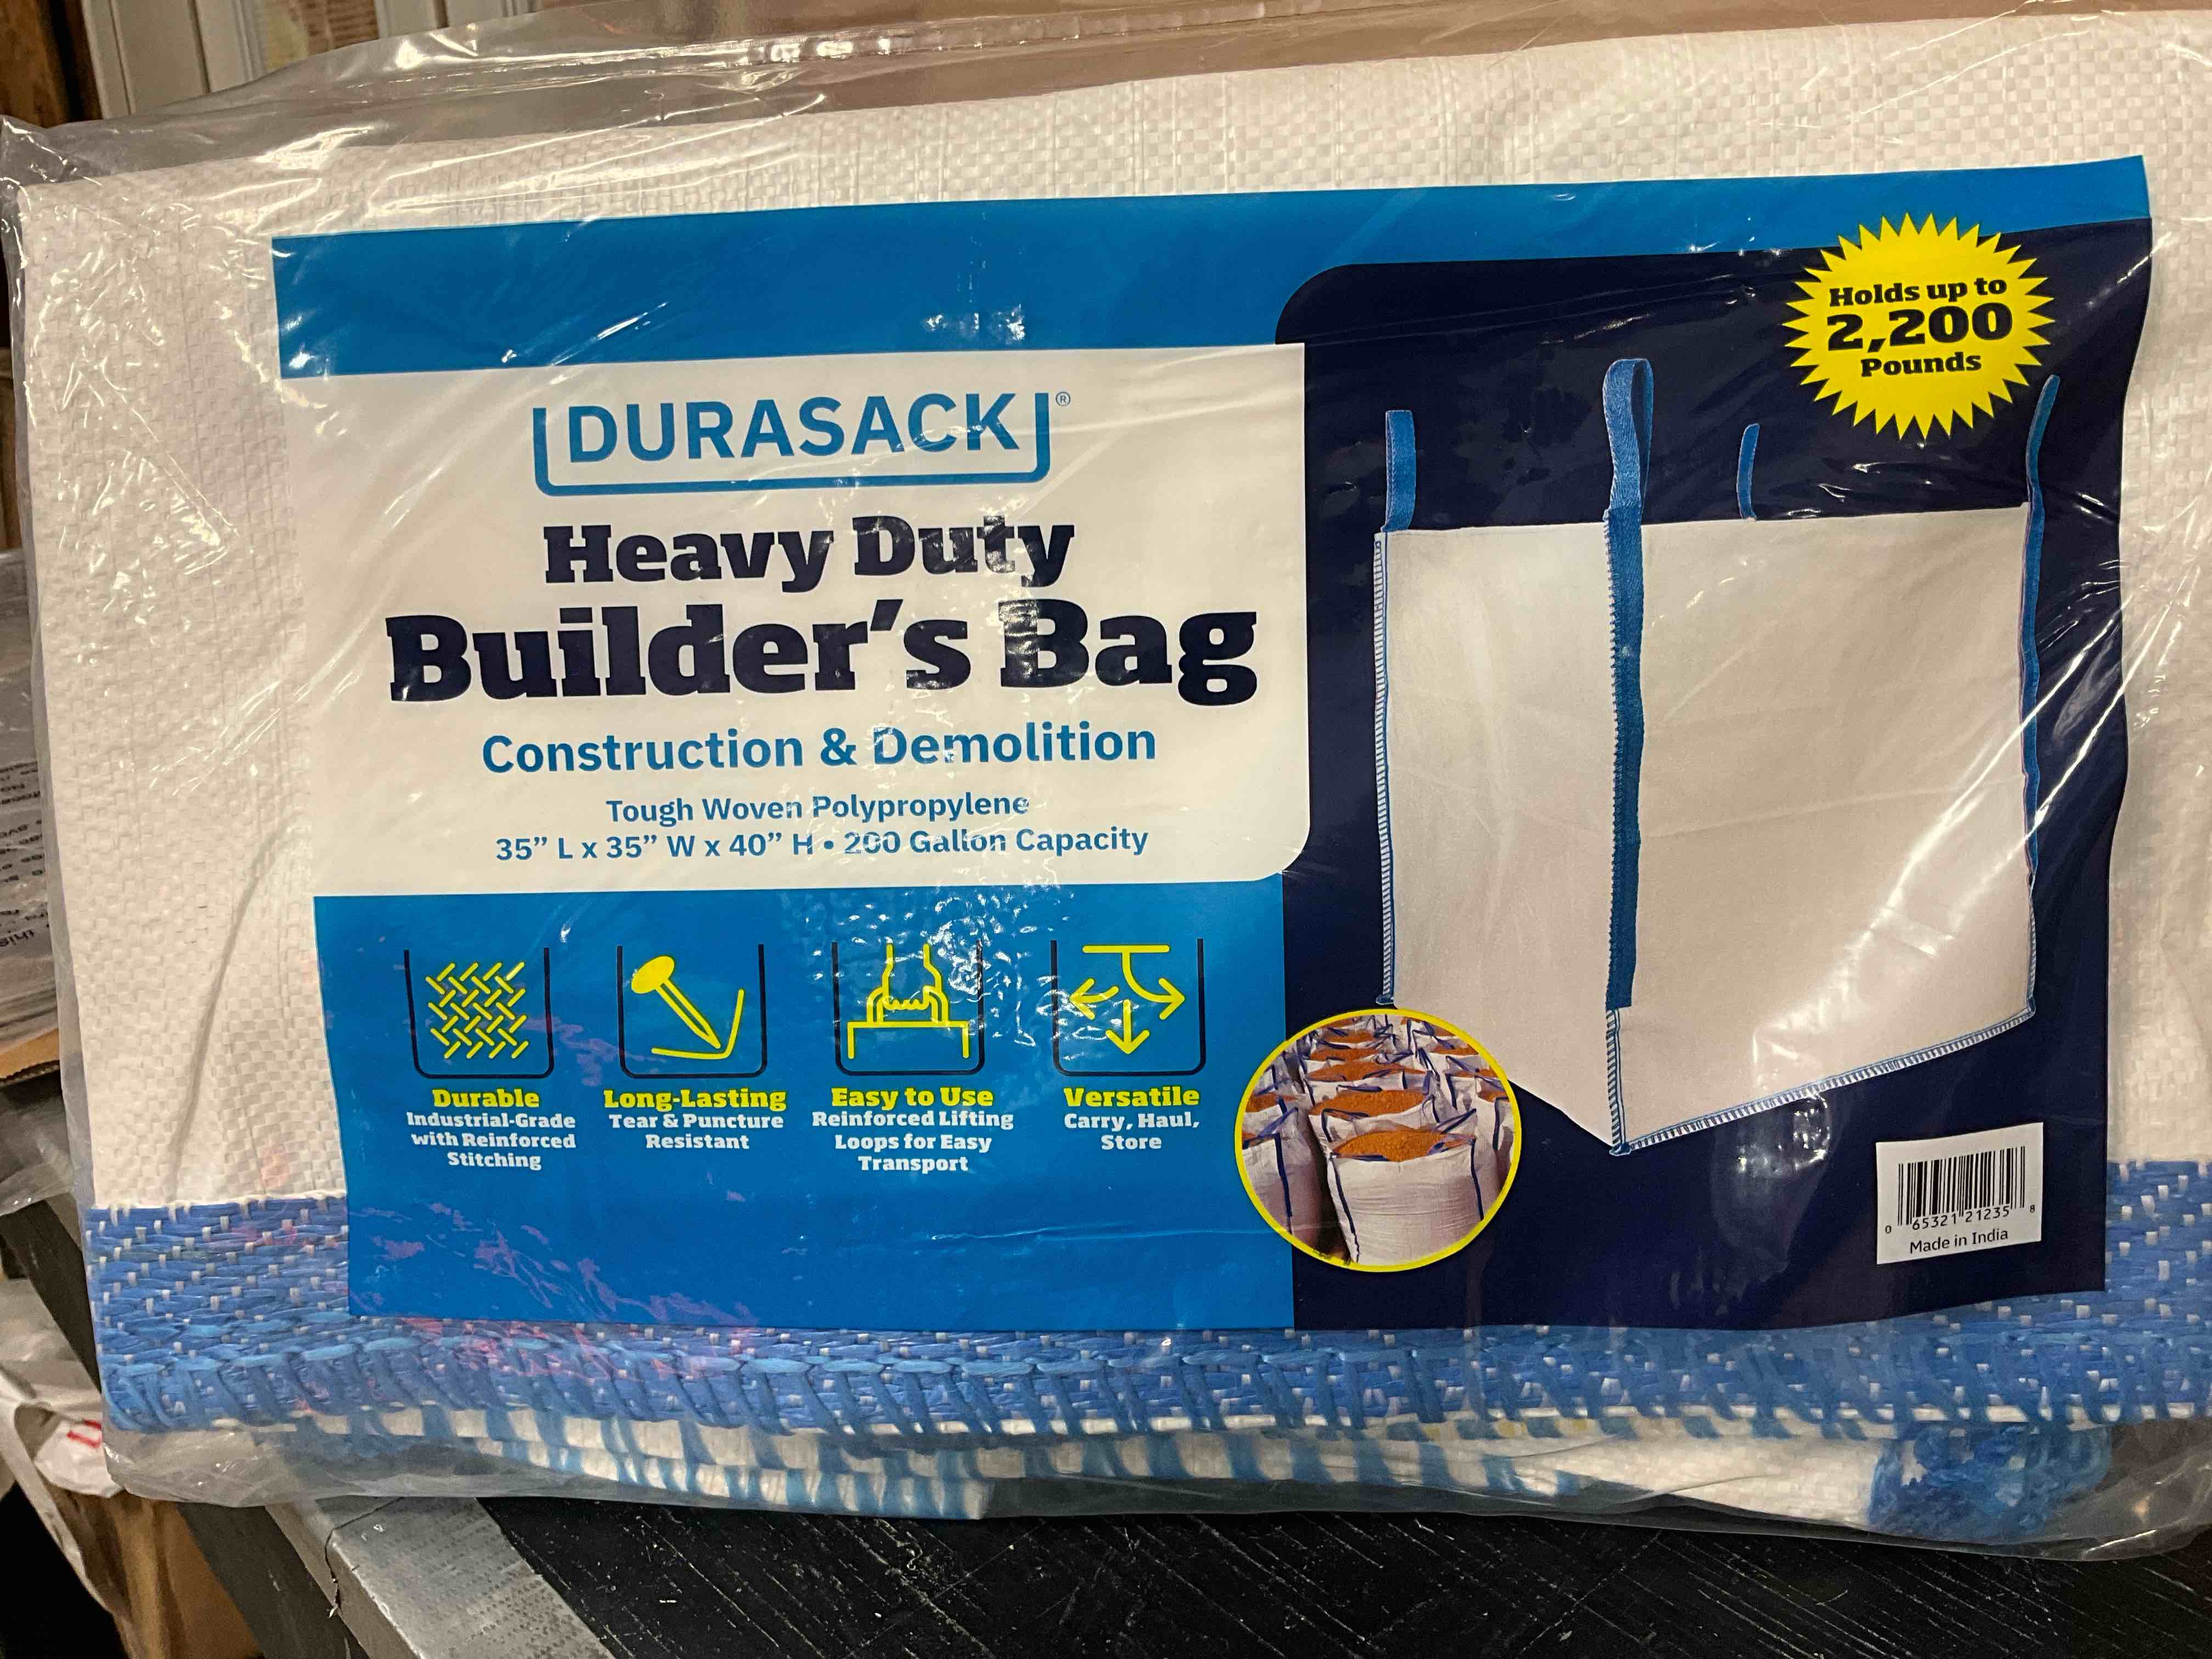 Holds up to
2,200
Pounds
DURASACK®
Heavy Duty
Builder's Bag
Construction & Demolition
Tough Woven Polypropylene
35” L x 35” W x 40” H • 200 Gallon Capacity
Durable
Industrial-Grade
with Reinforced
Stitching
Long-Lasting
Tear & Puncture
Resistant
Easy to Use
Reinforced Lifting
Loops for Easy
Transport
Versatile
Carry, Haul,
Store
0 65321 21235 8
Made in India